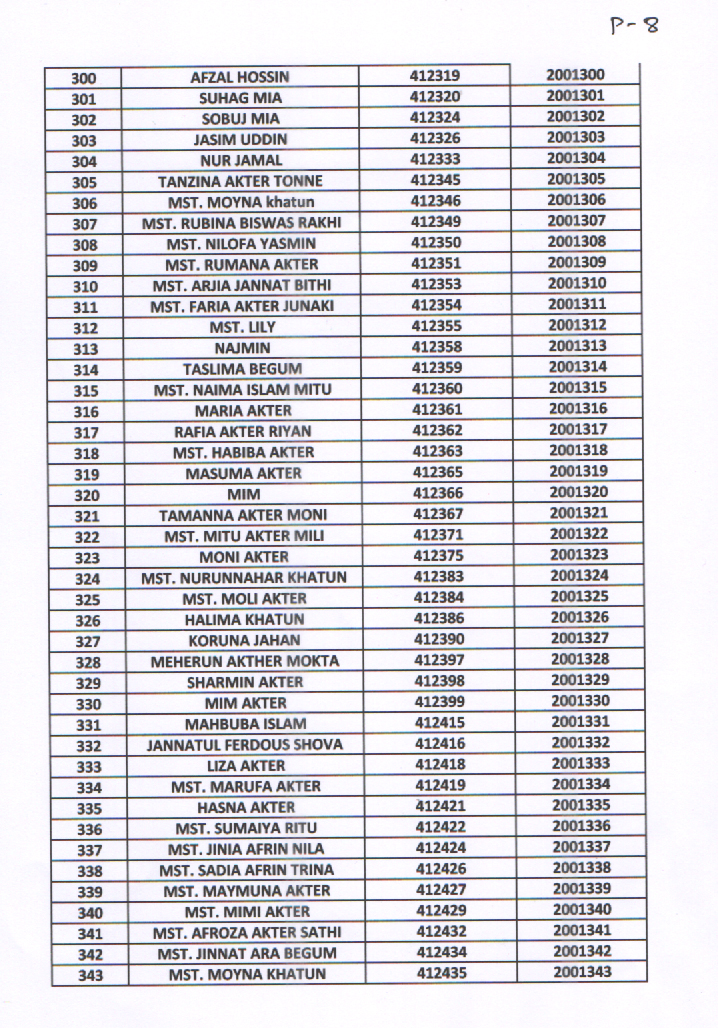 P-8
300 AFZAL HOSSIN 412319 2001300
301 SUHAG MIA 412320 2001301
302 SOBUJ MIA 412324 2001302
303 JASIM UDDIN 412326 2001303
304 NUR JAMAL 412333 2001304
305 TANZINA AKTER TONNE 412345 2001305
306 MST. MOYNA khatun 412346 2001306
307 MST. RUBINA BISWAS RAKHI 412349 2001307
308 MST. NILOFA YASMIN 412350 2001308
309 MST. RUMANA AKTER 412351 2001309
310 MST. ARJIA JANNAT BITHI 412353 2001310
311 MST. FARIA AKTER JUNAKI 412354 2001311
312 MST. LILY 412355 2001312
313 NAJMIN 412358 2001313
314 TASLIMA BEGUM 412359 2001314
315 MST. NAIMA ISLAM MITU 412360 2001315
316 MARIA AKTER 412361 2001316
317 RAFIA AKTER RIYAN 412362 2001317
318 MST. HABIBA AKTER 412363 2001318
319 MASUMA AKTER 412365 2001319
320 MIM 412366 2001320
321 TAMANNA AKTER MONI 412367 2001321
322 MST. MITU AKTER MILI 412371 2001322
323 MONI AKTER 412375 2001323
324 MST. NURUNNAHAR KHATUN 412383 2001324
325 MST. MOLI AKTER 412384 2001325
326 HALIMA KHATUN 412386 2001326
327 KORUNA JAHAN 412390 2001327
328 MEHERUN AKTHER MOKTA 412397 2001328
329 SHARMIN AKTER 412398 2001329
330 MIM AKTER 412399 2001330
331 MAHBUBA ISLAM 412415 2001331
332 JANNATUL FERDOUS SHOVA 412416 2001332
333 LIZA AKTER 412418 2001333
334 MST. MARUFA AKTER 412419 2001334
335 HASNA AKTER 412421 2001335
336 MST. SUMAIYA RITU 412422 2001336
337 MST. JINIA AFRIN NILA 412424 2001337
338 MST. SADIA AFRIN TRINA 412426 2001338
339 MST. MAYMUNA AKTER 412427 2001339
340 MST. MIMI AKTER 412429 2001340
341 MST. AFROZA AKTER SATHI 412432 2001341
342 MST. JINNAT ARA BEGUM 412434 2001342
343 MST. MOYNA KHATUN 412435 2001343